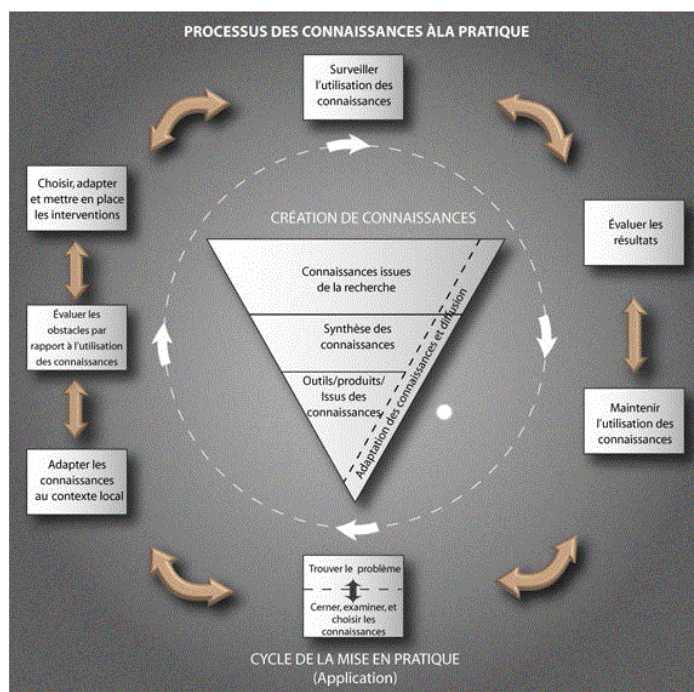 PROCESSUS DES CONNAISSANCES ÀLA PRATIQUE
Surveiller
l'utilisation des
connaissances
Choisir, adapter
et mettre en place
les interventions
CRÉATION DE CONNAISSANCES
Évaluer les
résultats
Connaissances issues
de la recherche
Évaluer les
obstacles par
rapport à l'utilisation
des connaissances
Synthèse des
connaissances
Outils/produits/
Issus des
connaissances
Adaptation des connaissances et diffusion
Maintenir
l'utilisation des
connaissances
Adapter les
connaissances
au contexte local
Trouver le problème
Cerner, examiner, et
choisir les
connaissances
CYCLE DE LA MISE EN PRATIQUE
(Application)